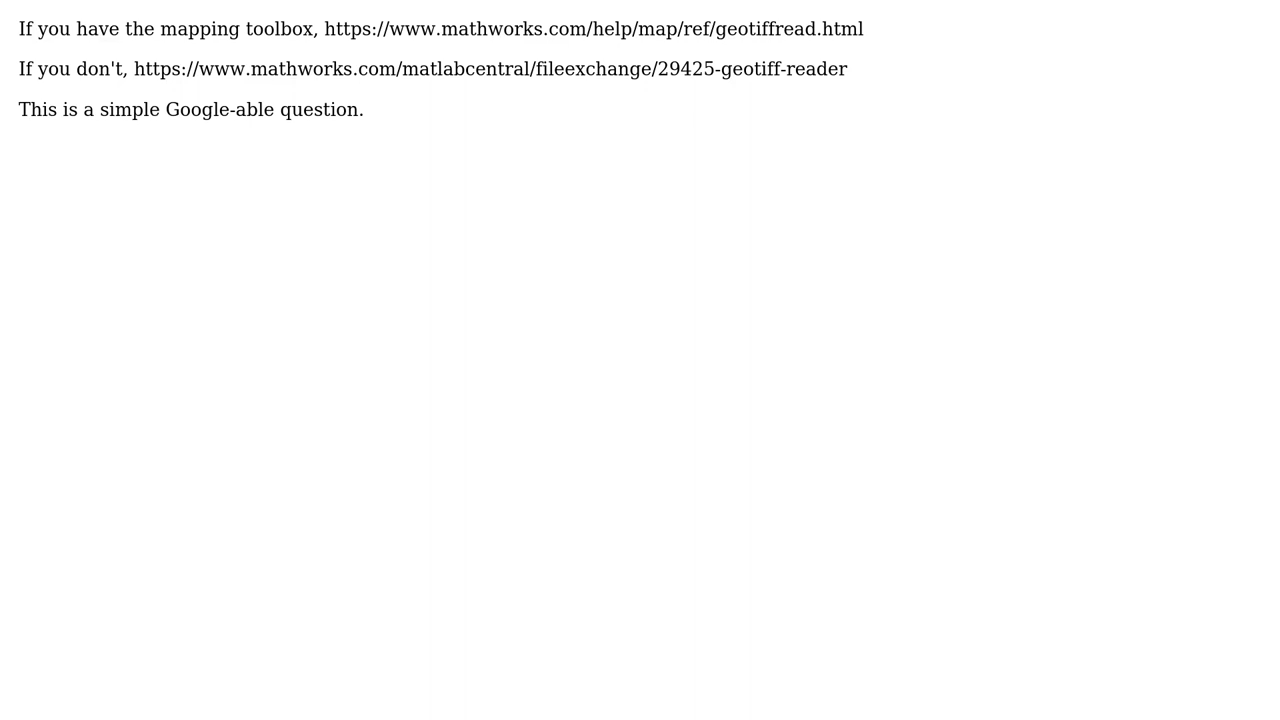 If you have the mapping toolbox, https://www.mathworks.com/help/map/ref/geotiffread.html
If you don't, https://www.mathworks.com/matlabcentral/fileexchange/29425-geotiff-reader
This is a simple Google-able question.